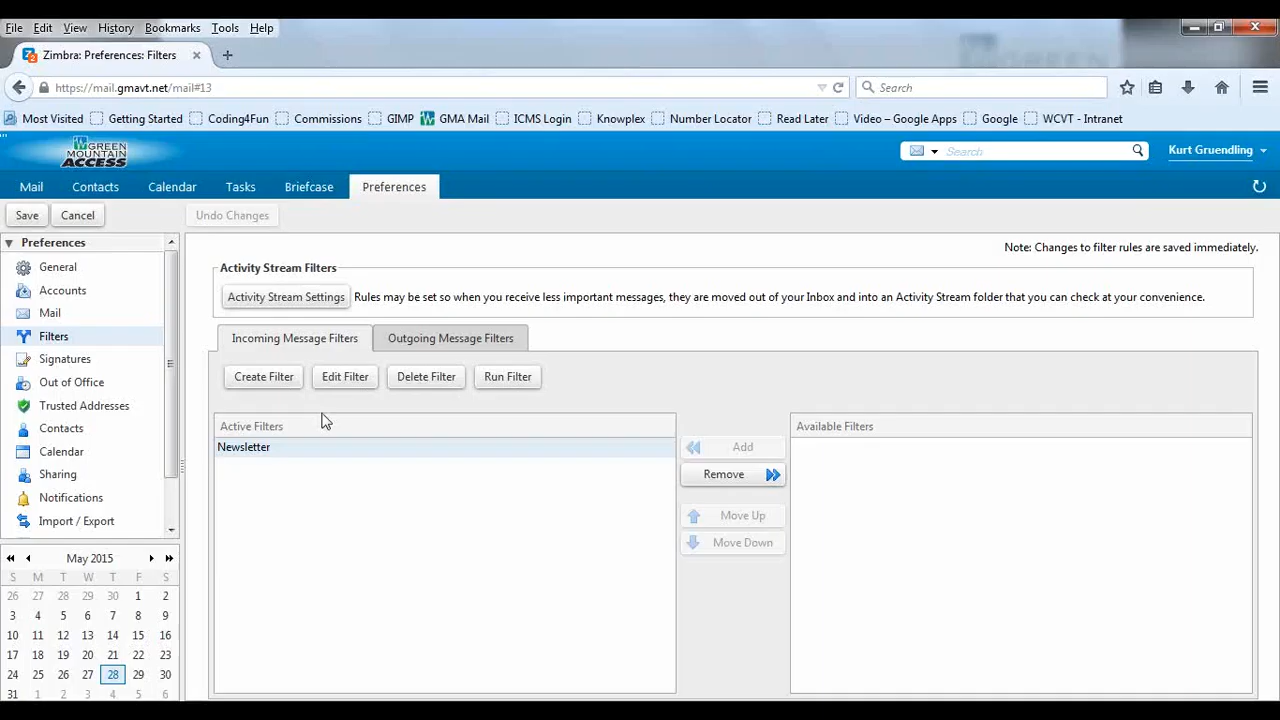 File Edit View History Bookmarks Tools Help
Zimbra: Preferences: Filters
https://mail.gmavt.net/mail#13
Search
Most Visited Getting Started Coding4Fun Commissions GIMP GMA Mail ICMS Login Knowplex Number Locator Read Later Video – Google Apps Google WCVT - Intranet
GREEN MOUNTAIN ACCESS
Search
Kurt Gruendling
Mail Contacts Calendar Tasks Briefcase Preferences
Save Cancel Undo Changes
Preferences
General
Accounts
Mail
Filters
Signatures
Out of Office
Trusted Addresses
Contacts
Calendar
Sharing
Notifications
Import / Export
May 2015
S M T W T F S
26 27 28 29 30 1 2
3 4 5 6 7 8 9
10 11 12 13 14 15 16
17 18 19 20 21 22 23
24 25 26 27 28 29 30
31 1 2 3 4 5 6
Note: Changes to filter rules are saved immediately.
Activity Stream Filters
Activity Stream Settings Rules may be set so when you receive less important messages, they are moved out of your Inbox and into an Activity Stream folder that you can check at your convenience.
Incoming Message Filters Outgoing Message Filters
Create Filter Edit Filter Delete Filter Run Filter
Active Filters
Newsletter
Add
Remove
Move Up
Move Down
Available Filters